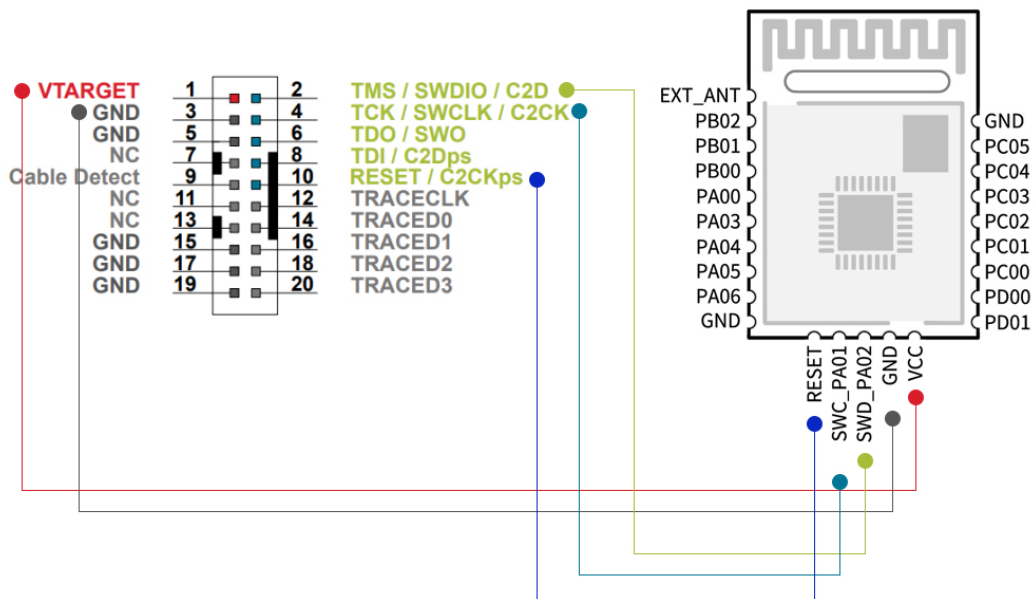 VTARGET 1 2 TMS / SWDIO / C2D
GND 3 4 TCK / SWCLK / C2CK
GND 5 6 TDO / SWO
NC 7 8 TDI / C2Dps
Cable Detect 9 10 RESET / C2CKps
NC 11 12 TRACECLK
NC 13 14 TRACED0
GND 15 16 TRACED1
GND 17 18 TRACED2
GND 19 20 TRACED3
EXT_ANT
PB02 GND
PB01 PC05
PB00 PC04
PA00 PC03
PA03 PC02
PA04 PC01
PA05 PC00
PA06 PD00
GND PD01
RESET
SWC_PA01
SWD_PA02
GND
VCC